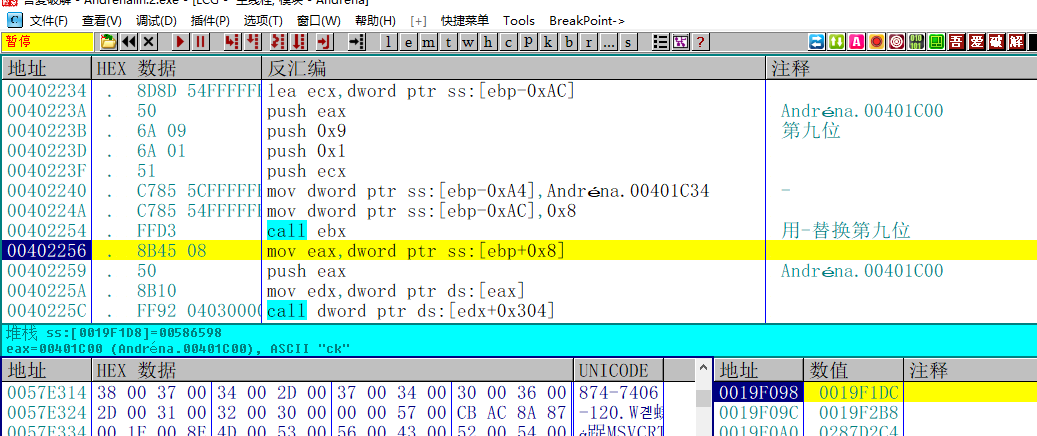 吾爱破解 - Andrénalin.2.exe - [LCG - 主线程, 模块 - Andréna]
C 文件(F) 查看(V) 调试(D) 插件(P) 选项(T) 窗口(W) 帮助(H) [+] 快捷菜单 Tools BreakPoint->
暂停 l e m t w h c p k b r ... s ? 吾 爱 破 解
地址 HEX 数据 反汇编 注释
00402234 . 8D8D 54FFFFF lea ecx,dword ptr ss:[ebp-0xAC]
0040223A . 50 push eax Andréna.00401C00
0040223B . 6A 09 push 0x9 第九位
0040223D . 6A 01 push 0x1
0040223F . 51 push ecx
00402240 . C785 5CFFFFF mov dword ptr ss:[ebp-0xA4],Andréna.00401C34 -
0040224A . C785 54FFFFF mov dword ptr ss:[ebp-0xAC],0x8
00402254 . FFD3 call ebx 用-替换第九位
00402256 . 8B45 08 mov eax,dword ptr ss:[ebp+0x8]
00402259 . 50 push eax Andréna.00401C00
0040225A . 8B10 mov edx,dword ptr ds:[eax]
0040225C . FF92 0403000 call dword ptr ds:[edx+0x304]
堆栈 ss:[0019F1D8]=00586598
eax=00401C00 (Andréna.00401C00), ASCII "ck"
地址 HEX 数据 UNICODE 地址 数值 注释
0057E314 38 00 37 00 34 00 2D 00 37 00 34 00 30 00 36 00 874-7406 0019F098 0019F1DC
0057E324 2D 00 31 00 32 00 30 00 00 00 57 00 CB AC 8A 87 -120.W 0019F09C 0019F2B8
0057E334 00 1F 00 8F 4D 00 53 00 56 00 43 00 52 00 54 00 MSVCRT 0019F0A0 0287D2C4